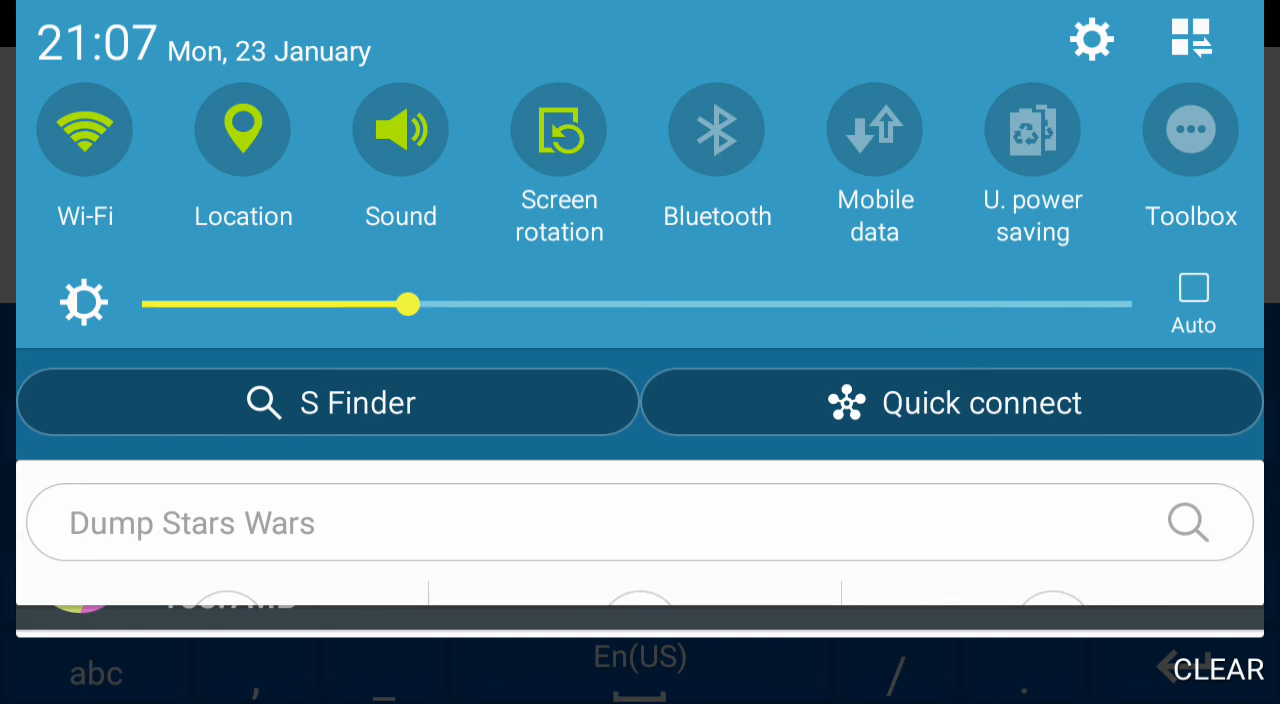 21:07 Mon, 23 January
Wi-Fi
Location
Sound
Screen
rotation
Bluetooth
Mobile
data
U. power
saving
Toolbox
Auto
S Finder
Quick connect
Dump Stars Wars
abc
,
_
En(US)
/
.
CLEAR